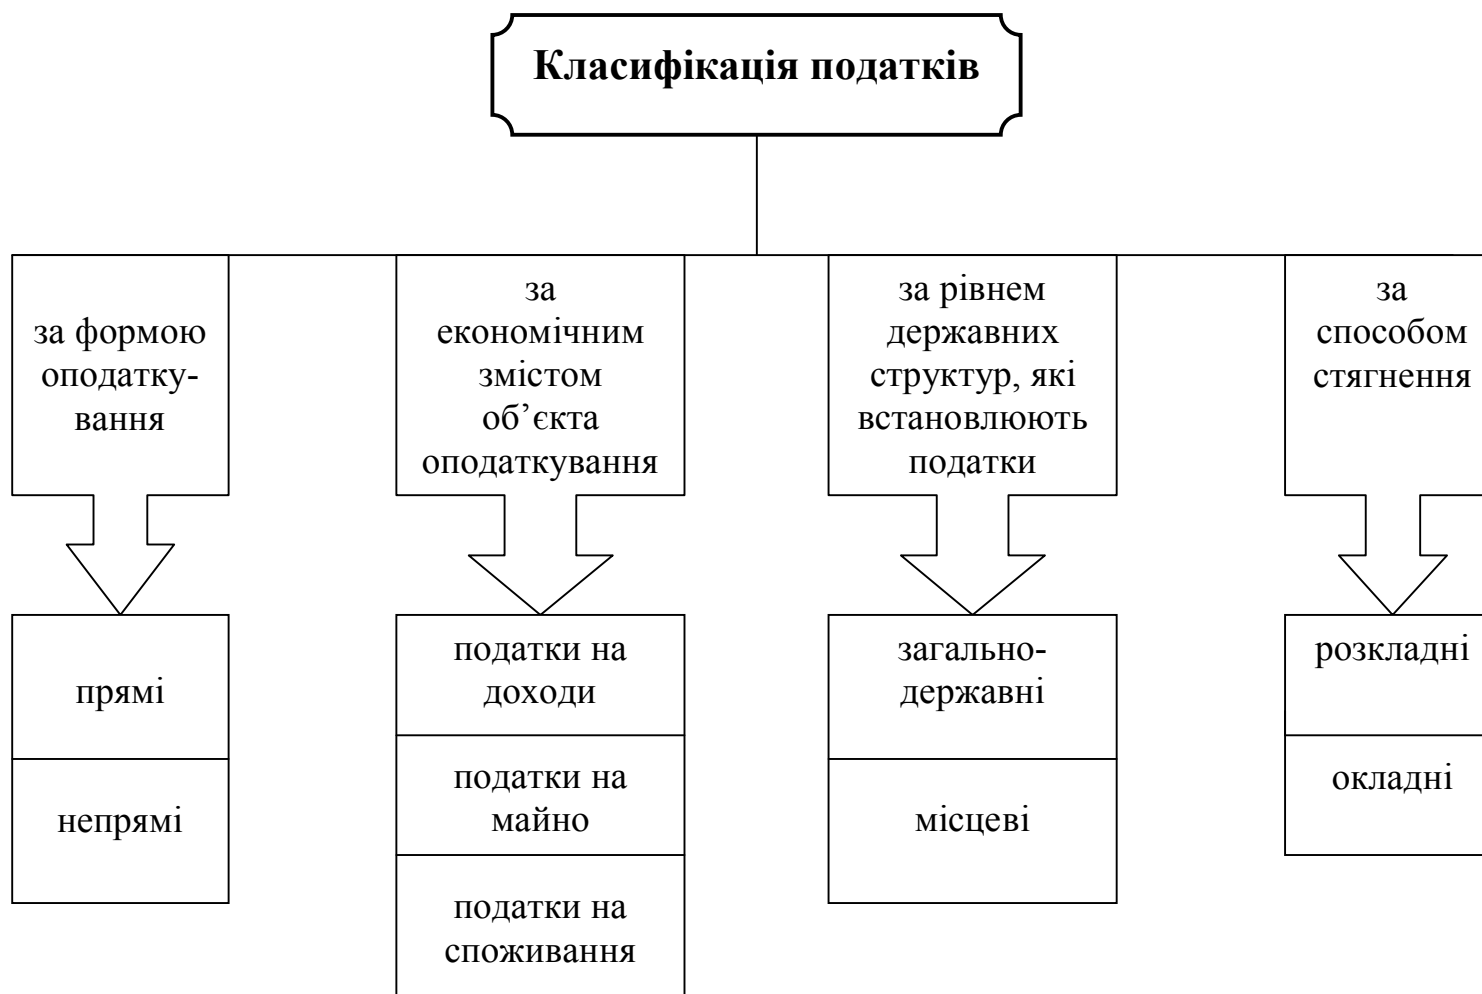 Класифікація податків
за формою
оподатку-
вання
за
економічним
змістом
об’єкта
оподаткування
за рівнем
державних
структур, які
встановлюють
податки
за
способом
стягнення
прямі
непрямі
податки на
доходи
податки на
майно
податки на
споживання
загально-
державні
місцеві
розкладні
окладні